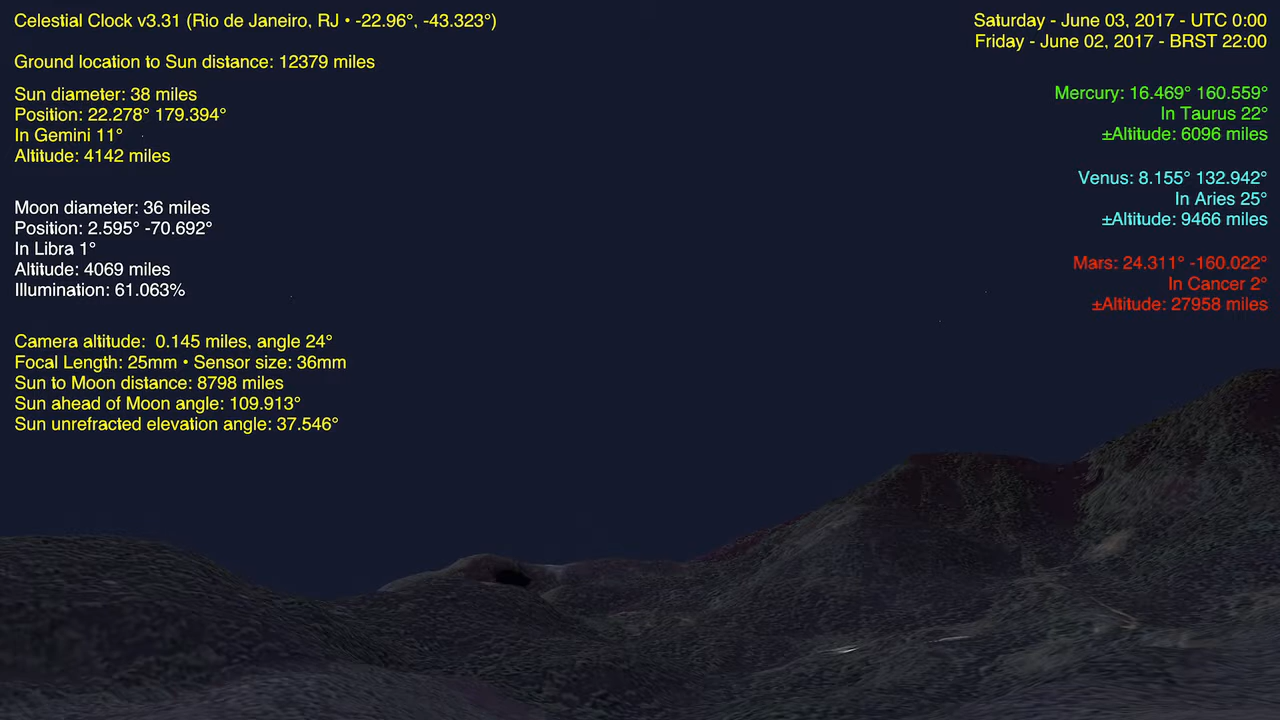 Celestial Clock v3.31 (Rio de Janeiro, RJ • -22.96°, -43.323°)
Ground location to Sun distance: 12379 miles
Sun diameter: 38 miles
Position: 22.278° 179.394°
In Gemini 11°
Altitude: 4142 miles
Moon diameter: 36 miles
Position: 2.595° -70.692°
In Libra 1°
Altitude: 4069 miles
Illumination: 61.063%
Camera altitude:  0.145 miles, angle 24°
Focal Length: 25mm • Sensor size: 36mm
Sun to Moon distance: 8798 miles
Sun ahead of Moon angle: 109.913°
Sun unrefracted elevation angle: 37.546°
Saturday - June 03, 2017 - UTC 0:00
Friday - June 02, 2017 - BRST 22:00
Mercury: 16.469° 160.559°
In Taurus 22°
±Altitude: 6096 miles
Venus: 8.155° 132.942°
In Aries 25°
±Altitude: 9466 miles
Mars: 24.311° -160.022°
In Cancer 2°
±Altitude: 27958 miles